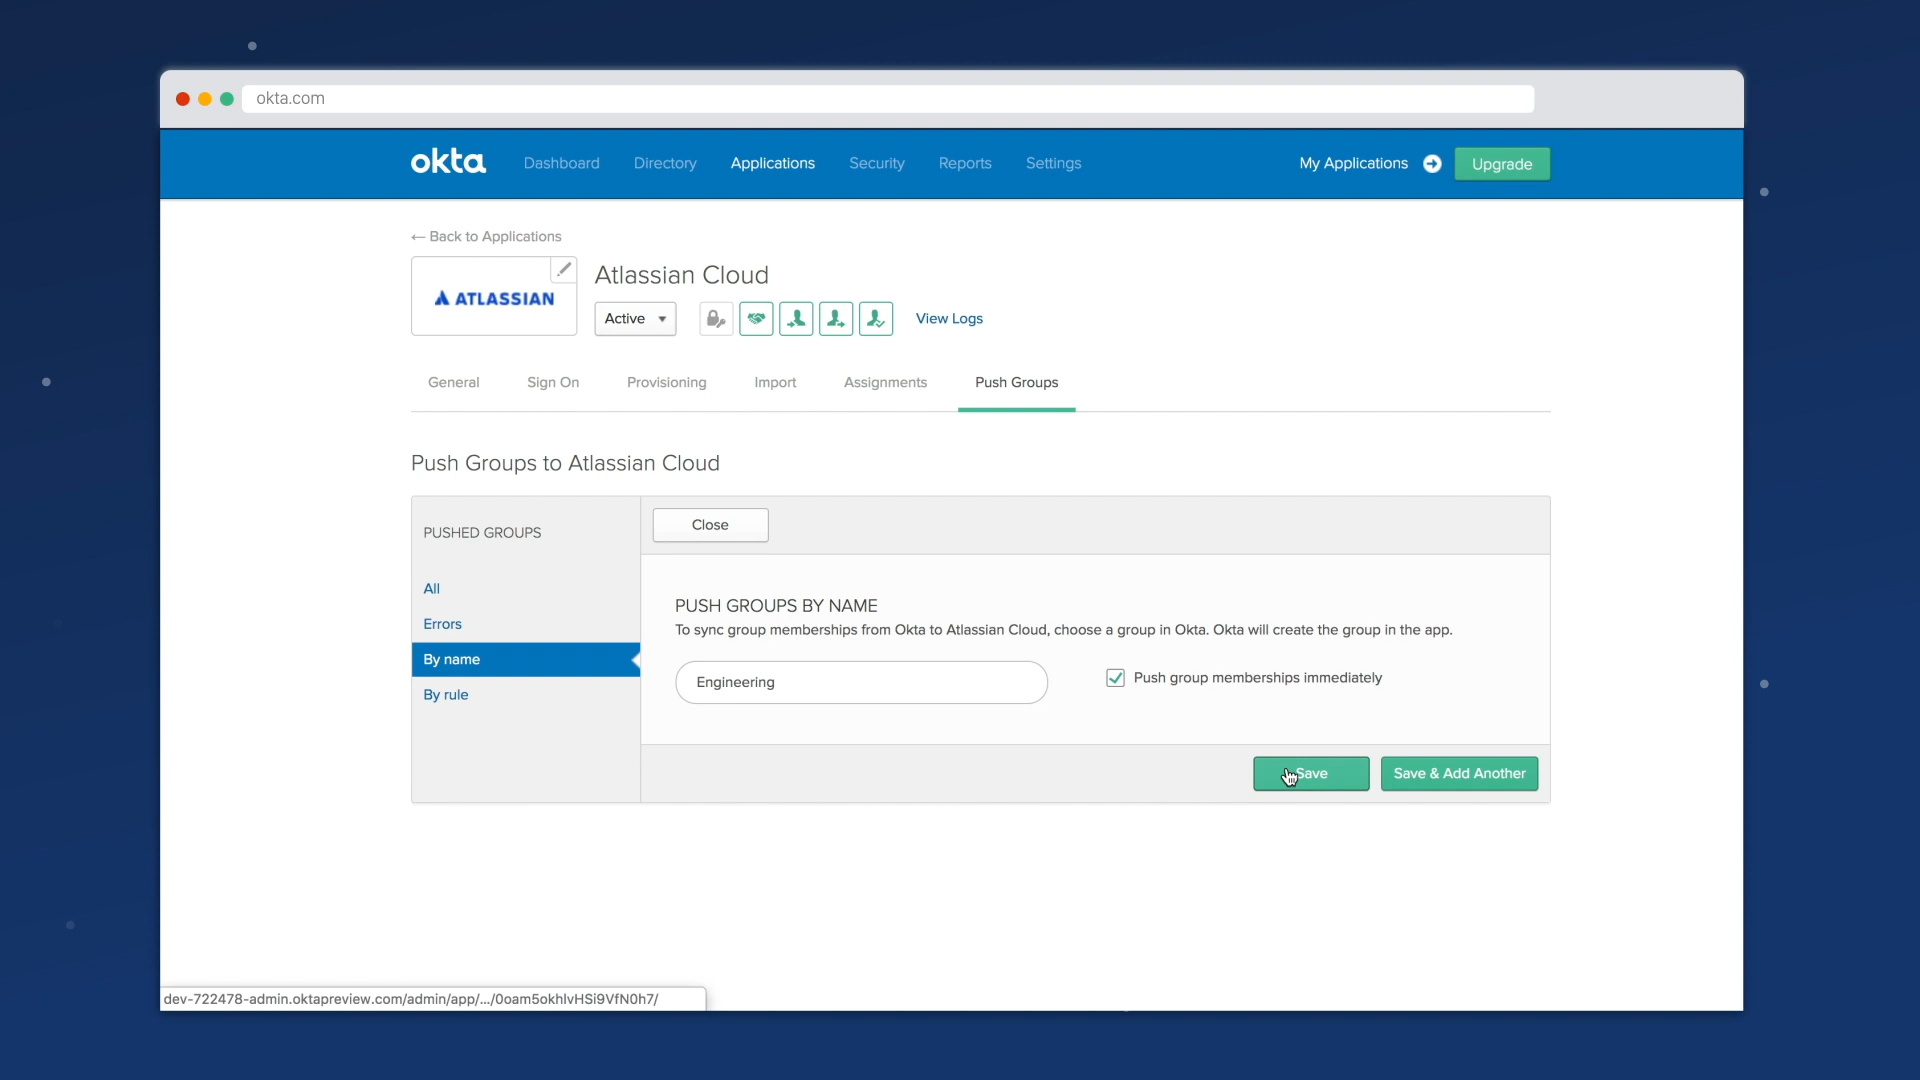 okta.com
okta Dashboard Directory Applications Security Reports Settings My Applications Upgrade
← Back to Applications
ATLASSIAN
Atlassian Cloud
Active View Logs
General Sign On Provisioning Import Assignments Push Groups
Push Groups to Atlassian Cloud
PUSHED GROUPS
All
Errors
By name
By rule
Close
PUSH GROUPS BY NAME
To sync group memberships from Okta to Atlassian Cloud, choose a group in Okta. Okta will create the group in the app.
Engineering
Push group memberships immediately
Save Save & Add Another
dev-722478-admin.oktapreview.com/admin/app/.../0oam5okhlvHSi9VfN0h7/